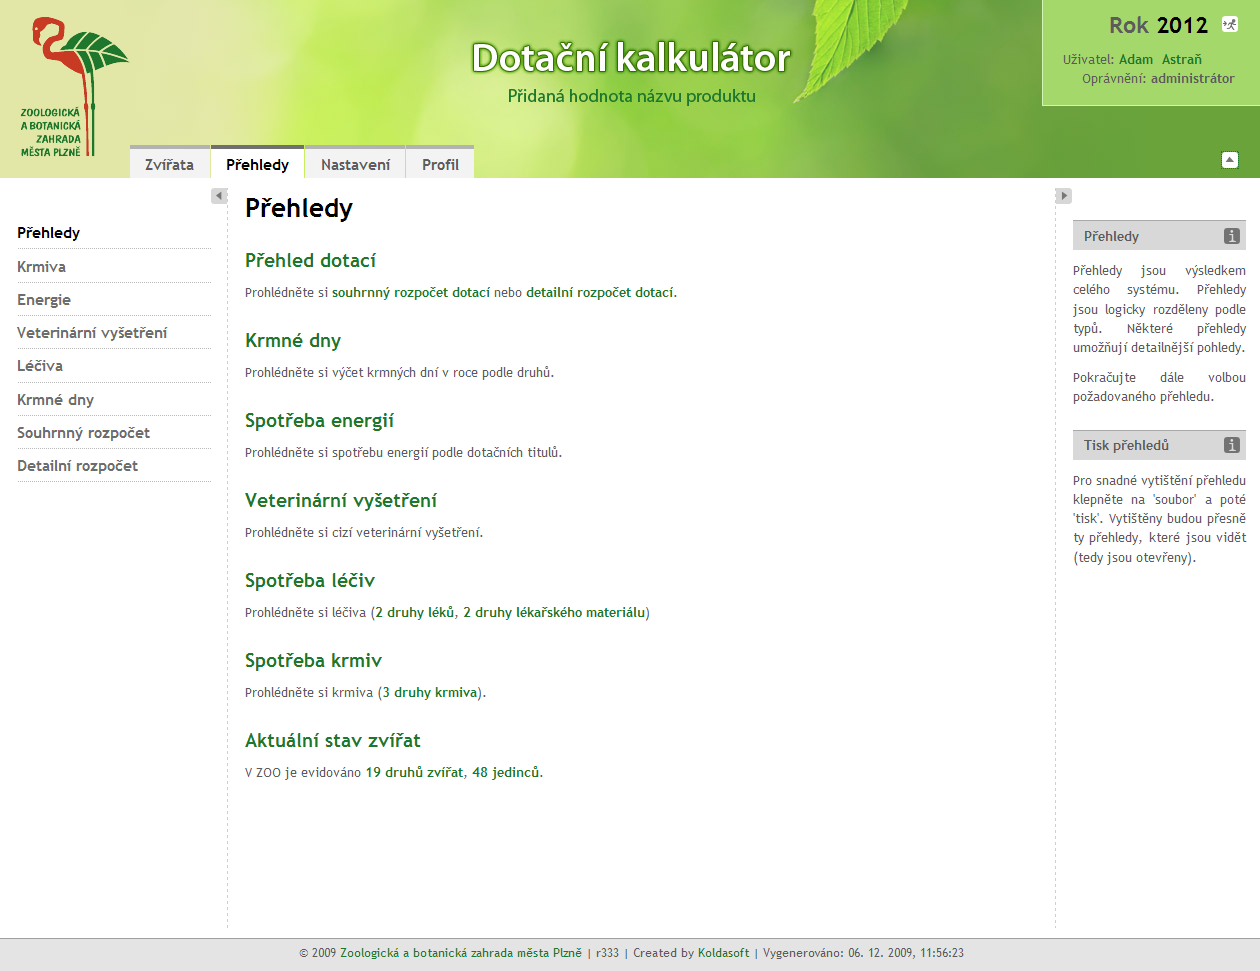 ZOOLOGICKÁ
A BOTANICKÁ
ZAHRADA
MĚSTA PLZNĚ
Dotační kalkulátor
Přidaná hodnota názvu produktu
Rok 2012
Uživatel: Adam Astraň
Oprávnění: administrátor
Zvířata
Přehledy
Nastavení
Profil
Přehledy
Krmiva
Energie
Veterinární vyšetření
Léčiva
Krmné dny
Souhrnný rozpočet
Detailní rozpočet
Přehledy
Přehled dotací
Prohlédněte si souhrnný rozpočet dotací nebo detailní rozpočet dotací.
Krmné dny
Prohlédněte si výčet krmných dní v roce podle druhů.
Spotřeba energií
Prohlédněte si spotřebu energií podle dotačních titulů.
Veterinární vyšetření
Prohlédněte si cizí veterinární vyšetření.
Spotřeba léčiv
Prohlédněte si léčiva (2 druhy léků, 2 druhy lékařského materiálu)
Spotřeba krmiv
Prohlédněte si krmiva (3 druhy krmiva).
Aktuální stav zvířat
V ZOO je evidováno 19 druhů zvířat, 48 jedinců.
Přehledy
Přehledy jsou výsledkem
celého systému. Přehledy
jsou logicky rozděleny podle
typů. Některé přehledy
umožňují detailnější pohledy.
Pokračujte dále volbou
požadovaného přehledu.
Tisk přehledů
Pro snadné vytištění přehledu
klepněte na 'soubor' a poté
'tisk'. Vytištěny budou přesně
ty přehledy, které jsou vidět
(tedy jsou otevřeny).
© 2009 Zoologická a botanická zahrada města Plzně | r333 | Created by Koldasoft | Vygenerováno: 06. 12. 2009, 11:56:23